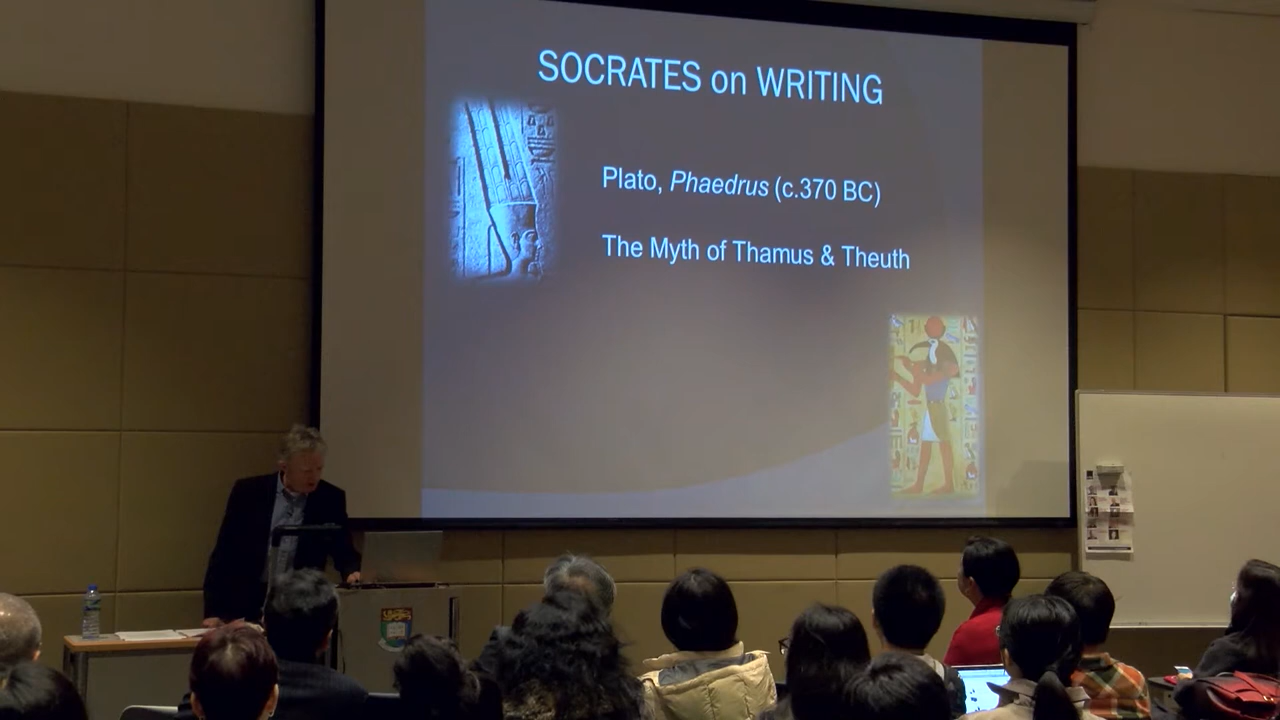 SOCRATES on WRITING
Plato, Phaedrus (c.370 BC)
The Myth of Thamus & Theuth